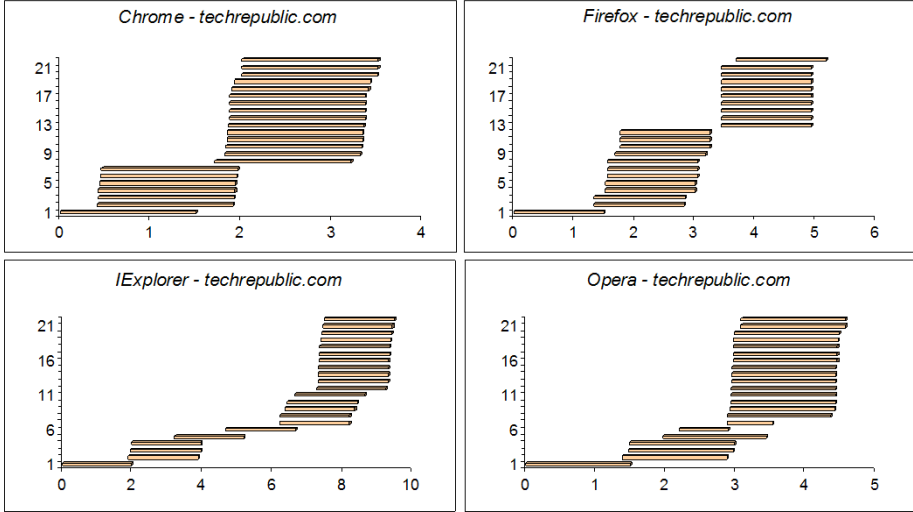 Chrome - techrepublic.com
21
17
13
9
5
1
0 1 2 3 4
Firefox - techrepublic.com
21
17
13
9
5
1
0 1 2 3 4 5 6
IExplorer - techrepublic.com
21
16
11
6
1
0 2 4 6 8 10
Opera - techrepublic.com
21
16
11
6
1
0 1 2 3 4 5